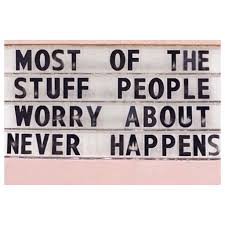 MOST OF THE
STUFF PEOPLE
WORRY ABOUT
NEVER HAPPENS